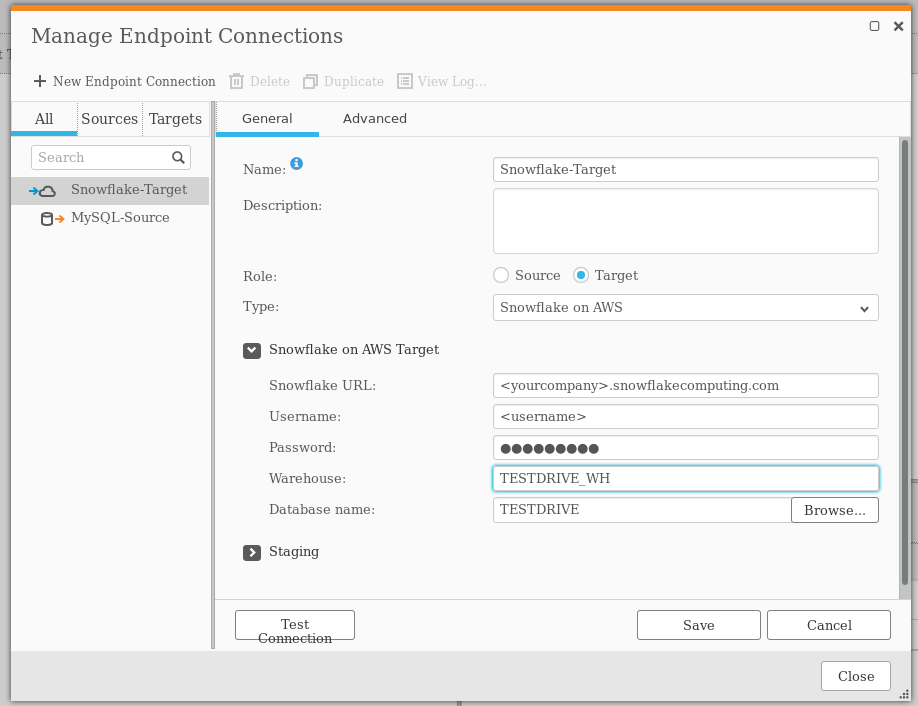 Manage Endpoint Connections
New Endpoint Connection Delete Duplicate View Log...
All Sources Targets
General Advanced
Search
Snowflake-Target
MySQL-Source
Name: Snowflake-Target
Description:
Role: Source Target
Type: Snowflake on AWS
Snowflake on AWS Target
Snowflake URL: <yourcompany>.snowflakecomputing.com
Username: <username>
Password: ●●●●●●●●●
Warehouse: TESTDRIVE_WH
Database name: TESTDRIVE Browse...
Staging
Test
Connection
Save Cancel
Close